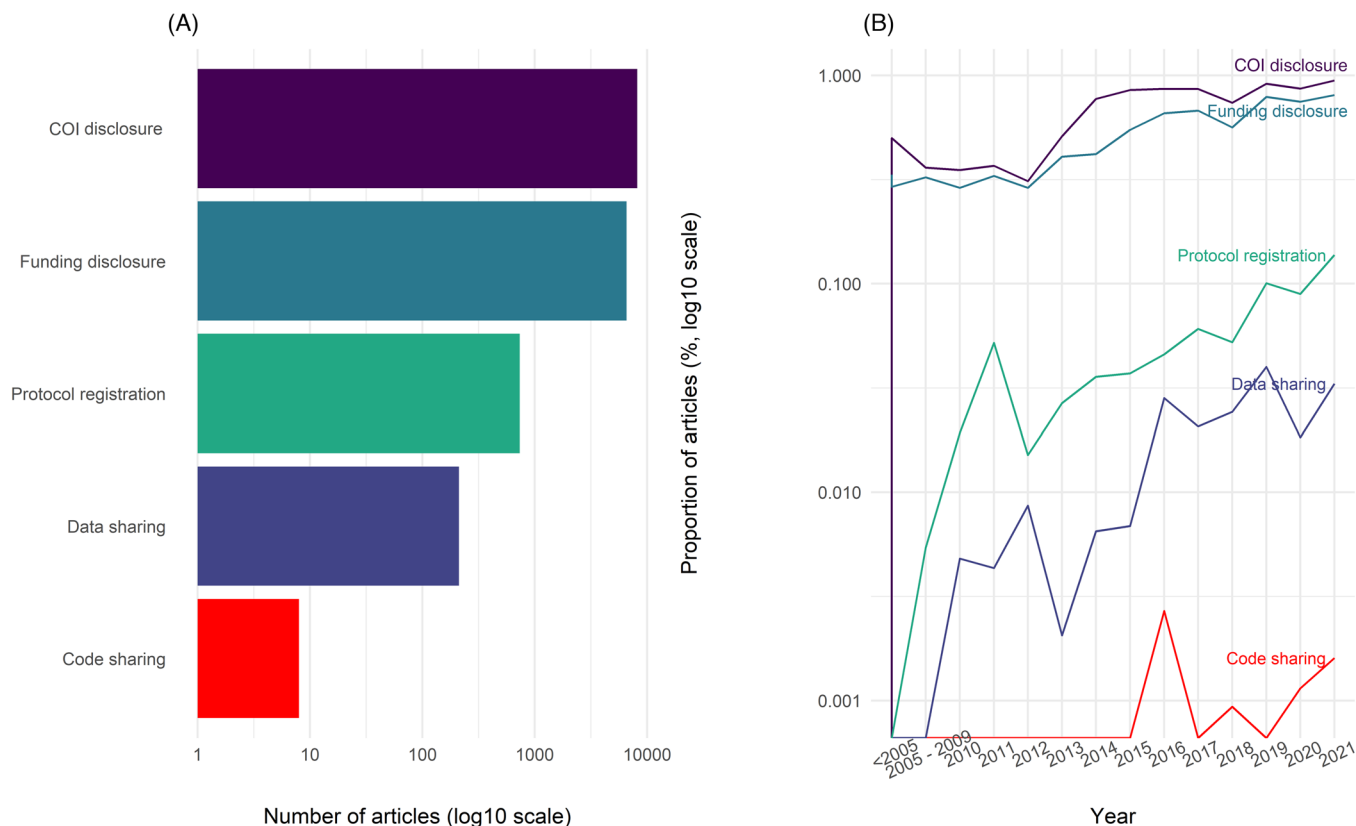 (A)
COI disclosure
Funding disclosure
Protocol registration
Data sharing
Code sharing
1 10 100 1000 10000
Number of articles (log10 scale)
(B)
Proportion of articles (%, log10 scale)
1.000
0.100
0.010
0.001
COI disclosure
Funding disclosure
Protocol registration
Data sharing
Code sharing
<2005 2005 - 2009 2010 2011 2012 2013 2014 2015 2016 2017 2018 2019 2020 2021
Year